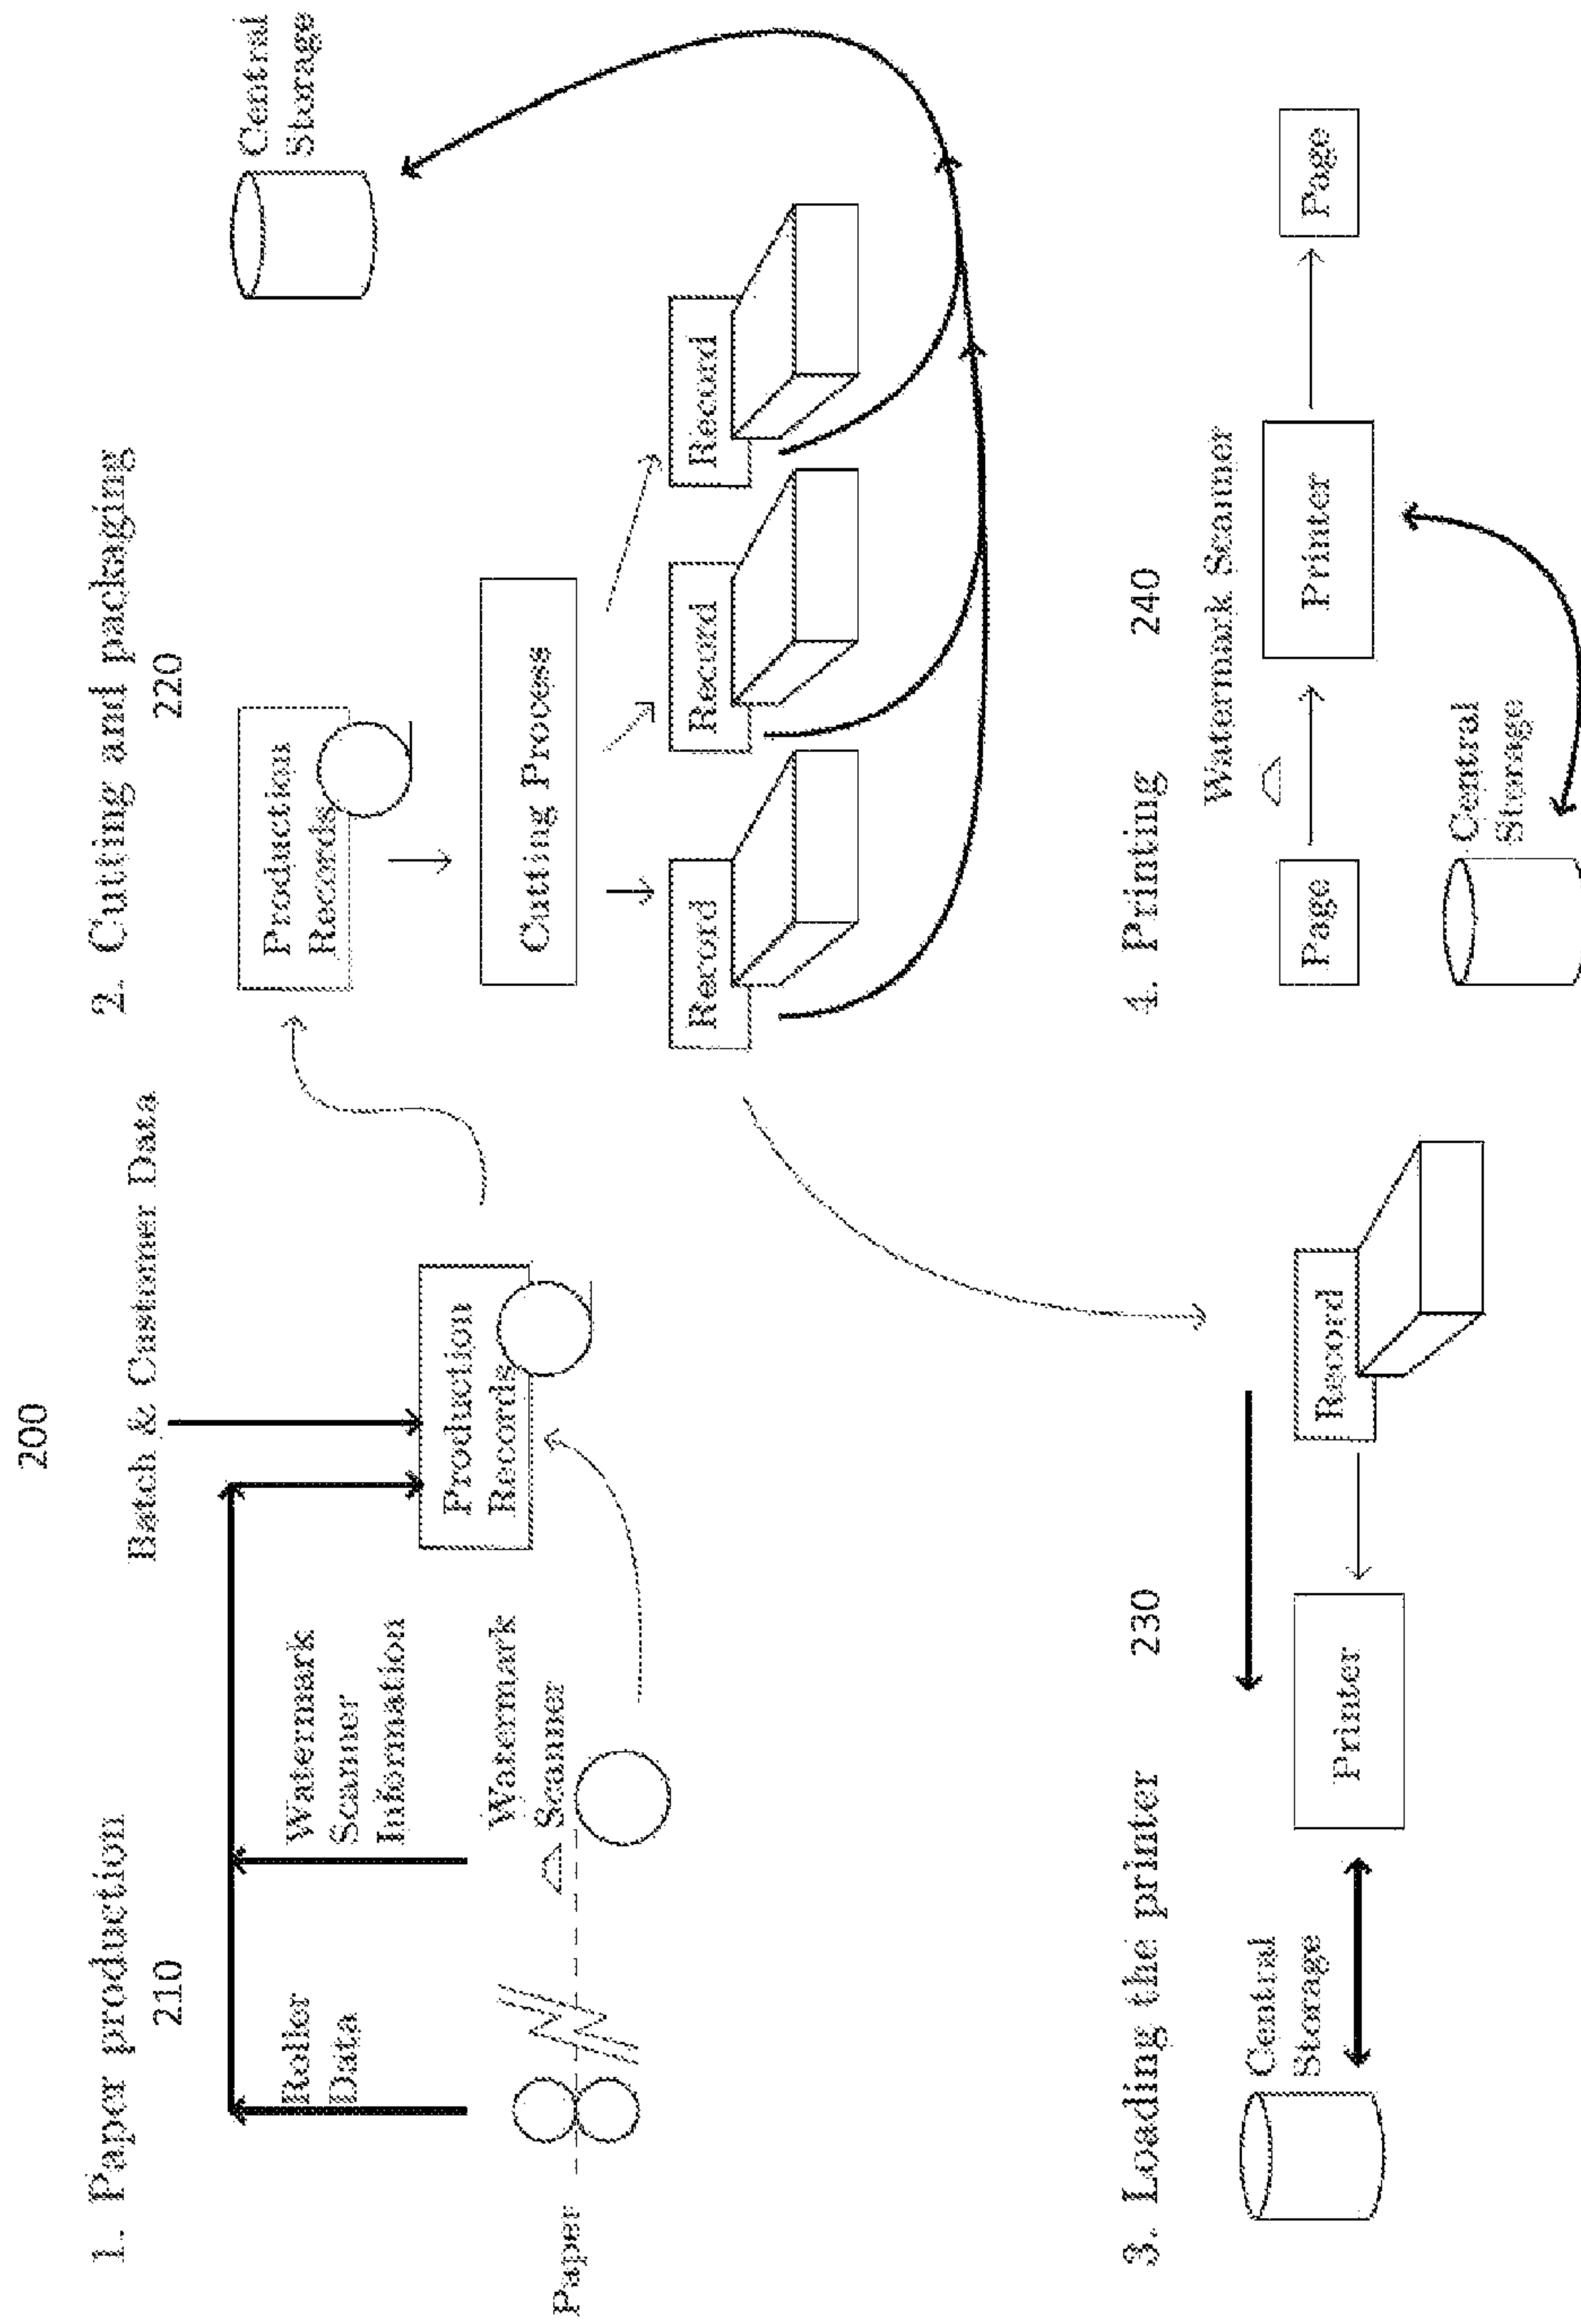 200
1. Paper production
210
Batch & Customer Data
Roller
Data
Watermark
Scanner
Information
Watermark
Scanner
Paper
Production
Records
2. Cutting and packaging
220
Production
Records
Central
Storage
Cutting Process
Record
Record
Record
3. Loading the printer
230
Central
Storage
Printer
Record
4. Printing
240
Watermark Scanner
Page
Printer
Page
Central
Storage